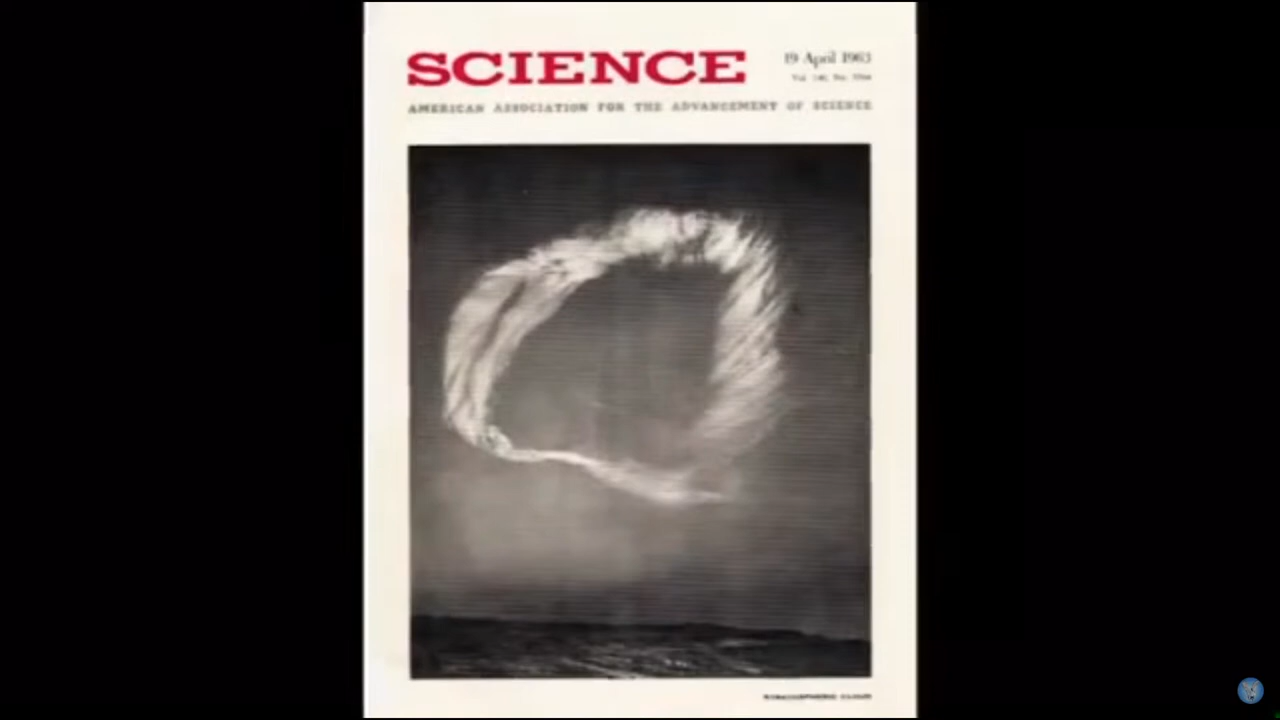 SCIENCE
19 April 1963
AMERICAN ASSOCIATION FOR THE ADVANCEMENT OF SCIENCE